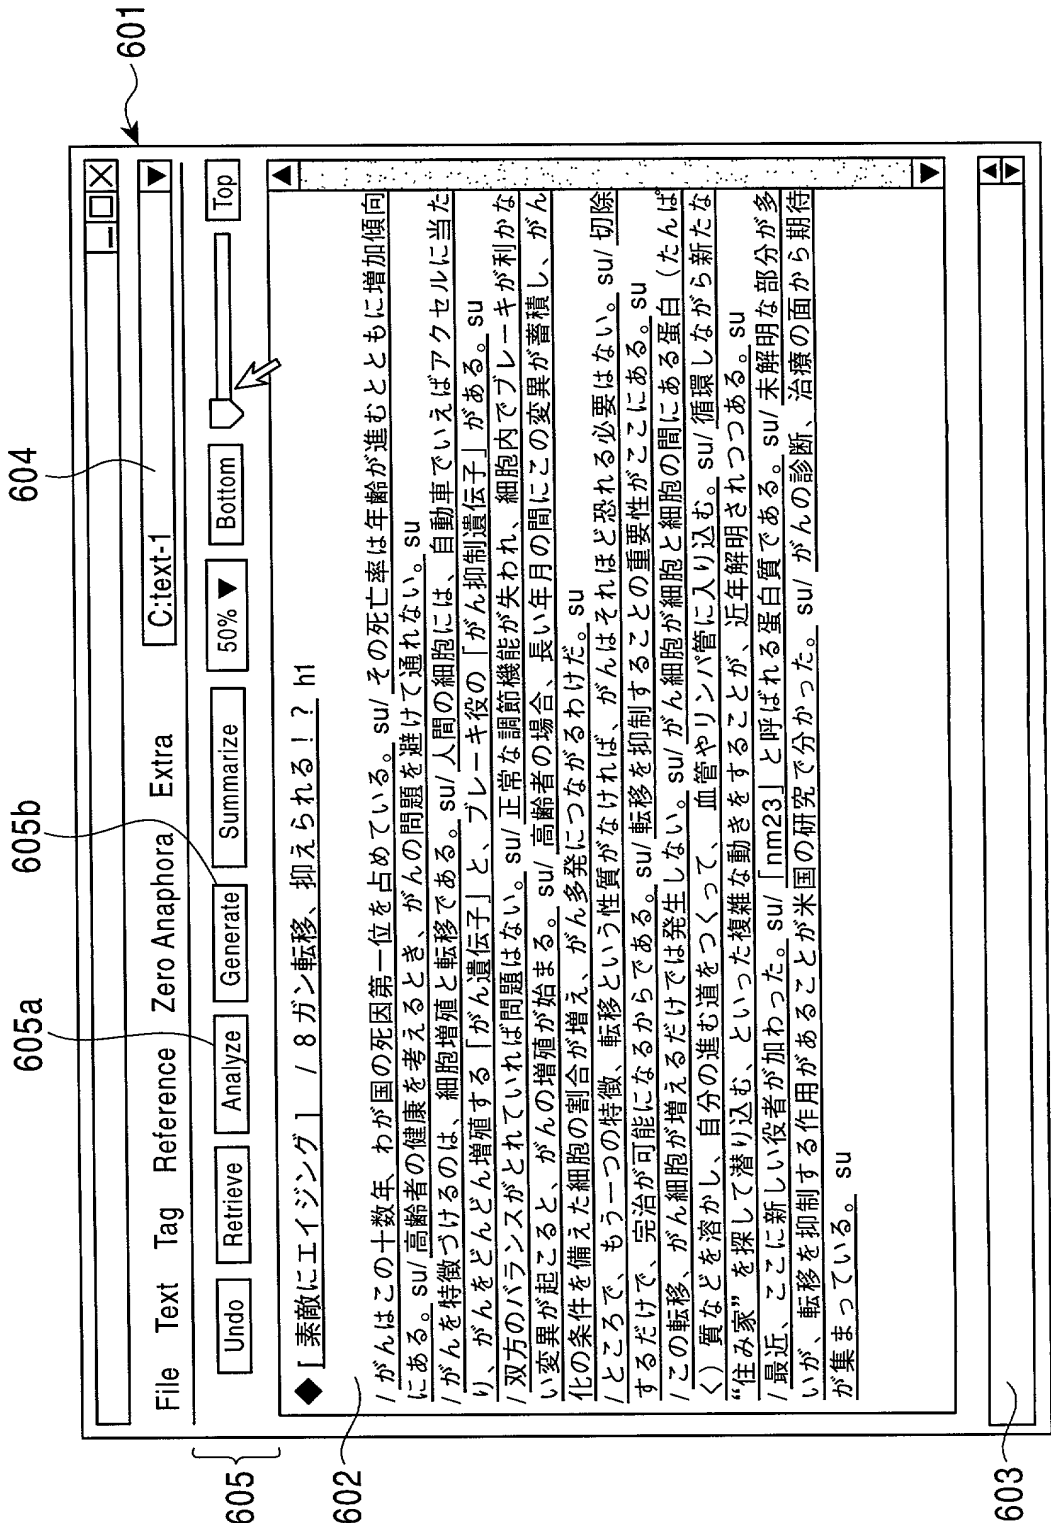 601
604
C:text-1
File Text Tag Reference Zero Anaphora Extra
605a
605b
605
Undo Retrieve Analyze Generate Summarize 50% ▼ Bottom Top
602
◆[素敵にエイジング] /8ガン転移、抑えられる!? h1
/がんはこの十数年、わが国の死因第一位を占めている。su/その死亡率は年齢が進むとともに増加傾向
にある。su/高齢者の健康を考えるとき、がんの問題を避けて通れない。su
/がんを特徴づけるのは、細胞増殖と転移である。su/人間の細胞には、自動車でいえばアクセルに当た
り、がんをどんどん増殖する「がん遺伝子」と、ブレーキ役の「がん抑制遺伝子」がある。su
/双方のバランスがとれていれば問題はない。su/正常な調節機能が失われ、細胞内でブレーキが利かな
い変異が起こると、がんの増殖が始まる。su/高齢者の場合、長い年月の間にこの変異が蓄積し、がん
化の条件を備えた細胞の割合が増え、がん多発につながるわけだ。su
/ところで、もう一つの特徴、転移という性質がなければ、がんはそれほど恐れる必要はない。su/切除
するだけで、完治が可能になるからである。su/転移を抑制することの重要性がここにある。su
/この転移、がん細胞が増えるだけでは発生しない。su/がん細胞が細胞と細胞の間にある蛋白（たんぱ
く）質などを溶かし、自分の進む道をつくって、血管やリンパ管に入り込む。su/循環しながら新たな
“住み家”を探して潜り込む、といった複雑な動きをすることが、近年解明されつつある。su
/最近、ここに新しい役者が加わった。su/「nm23」と呼ばれる蛋白質である。su/未解明な部分が多
いが、転移を抑制する作用があることが米国の研究で分かった。su/がんの診断、治療の面から期待
が集まっている。su
603